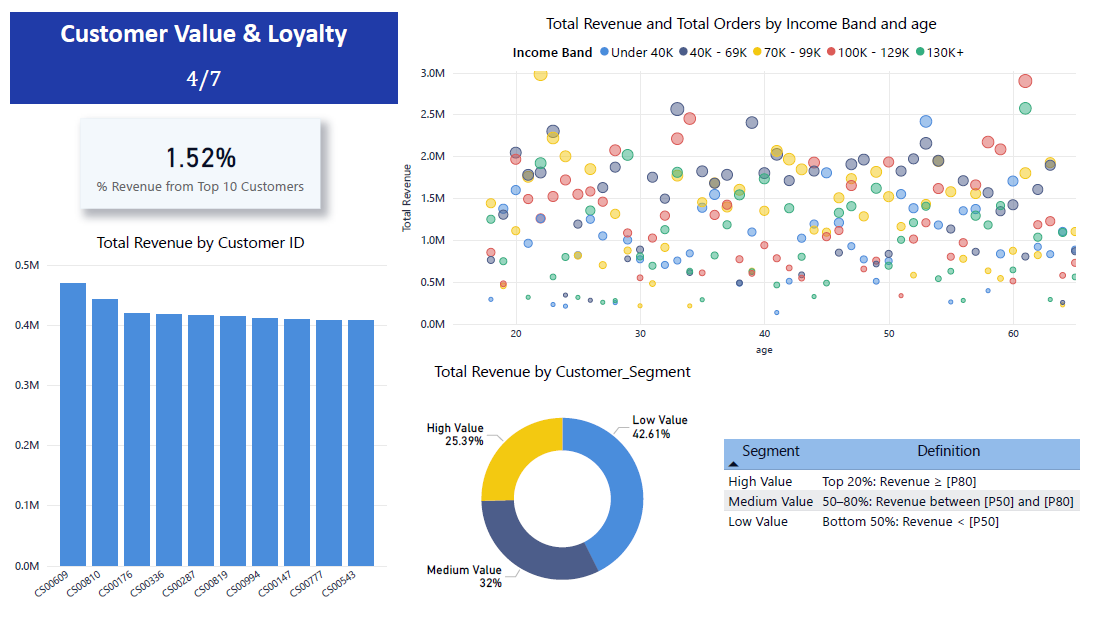 Customer Value & Loyalty
4/7
1.52%
% Revenue from Top 10 Customers
Total Revenue by Customer ID
0.5M
0.4M
0.3M
0.2M
0.1M
0.0M
CS00609
CS00810
CS00176
CS00336
CS00287
CS00819
CS00994
CS00147
CS00777
CS00543
Total Revenue and Total Orders by Income Band and age
Income Band Under 40K 40K - 69K 70K - 99K 100K - 129K 130K+
Total Revenue
3.0M
2.5M
2.0M
1.5M
1.0M
0.5M
0.0M
20 30 40 50 60
age
Total Revenue by Customer_Segment
Low Value
42.61%
High Value
25.39%
Medium Value
32%
Segment Definition
High Value Top 20%: Revenue ≥ [P80]
Medium Value 50–80%: Revenue between [P50] and [P80]
Low Value Bottom 50%: Revenue < [P50]